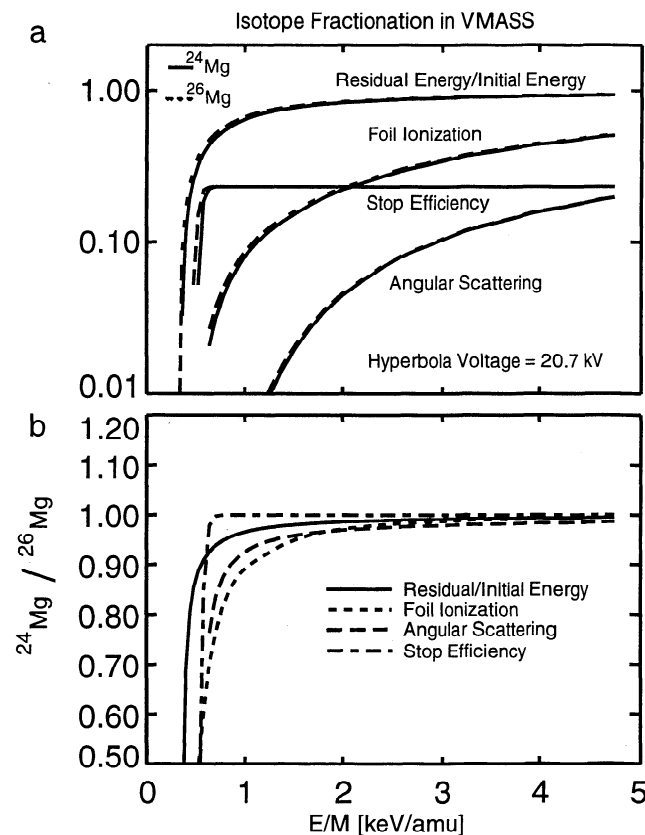 Isotope Fractionation in VMASS
a
24Mg
26Mg
Residual Energy/Initial Energy
Foil Ionization
Stop Efficiency
Angular Scattering
Hyperbola Voltage = 20.7 kV
1.00
0.10
0.01
b
1.20
1.10
1.00
0.90
0.80
0.70
0.60
0.50
24Mg / 26Mg
Residual/Initial Energy
Foil Ionization
Angular Scattering
Stop Efficiency
0 1 2 3 4 5
E/M [keV/amu]